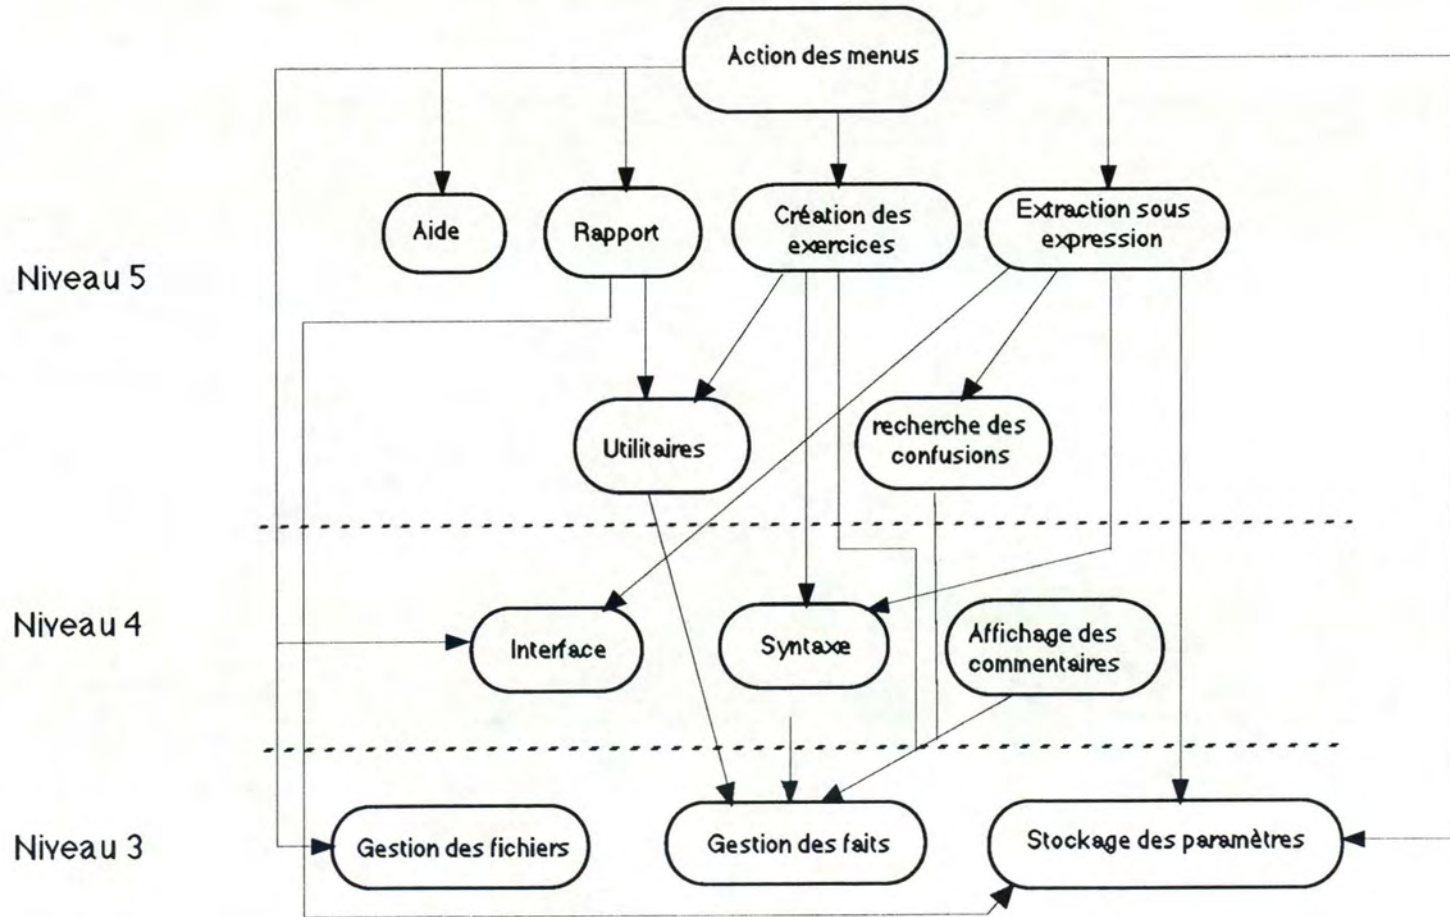 Action des menus
Aide
Rapport
Création des
exercices
Extraction sous
expression
Niveau 5
Utilitaires
recherche des
confusions
Niveau 4
Interface
Syntaxe
Affichage des
commentaires
Niveau 3
Gestion des fichiers
Gestion des faits
Stockage des paramètres